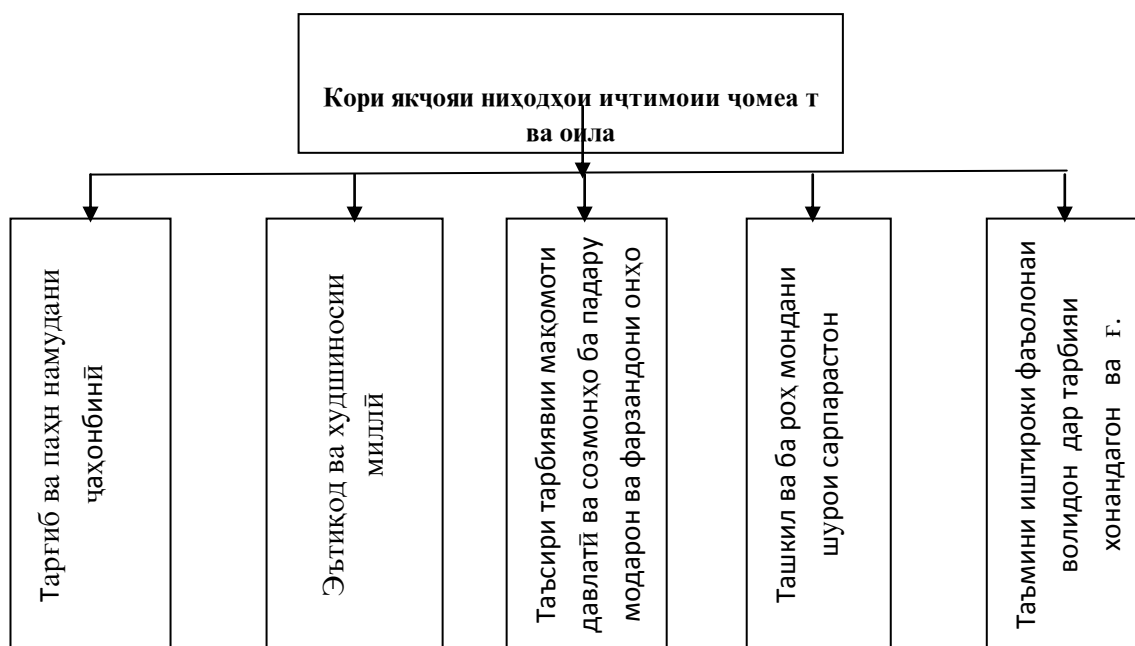 Кори якҷояи ниҳодҳои иҷтимоии ҷомеа т
ва оила
Тарғиб ва паҳн намудани
ҷаҳонбинӣ
Эътиқод ва худшиносии
миллӣ
Таъсири тарбиявии мақомоти
давлатӣ ва созмонҳо ба падару
модарон ва фарзандони онҳо
Ташкил ва ба роҳ мондани
шурои сарпарастон
Таъмини иштироки фаъолонаи
волидон дар тарбияи
хонандагон ва ғ.